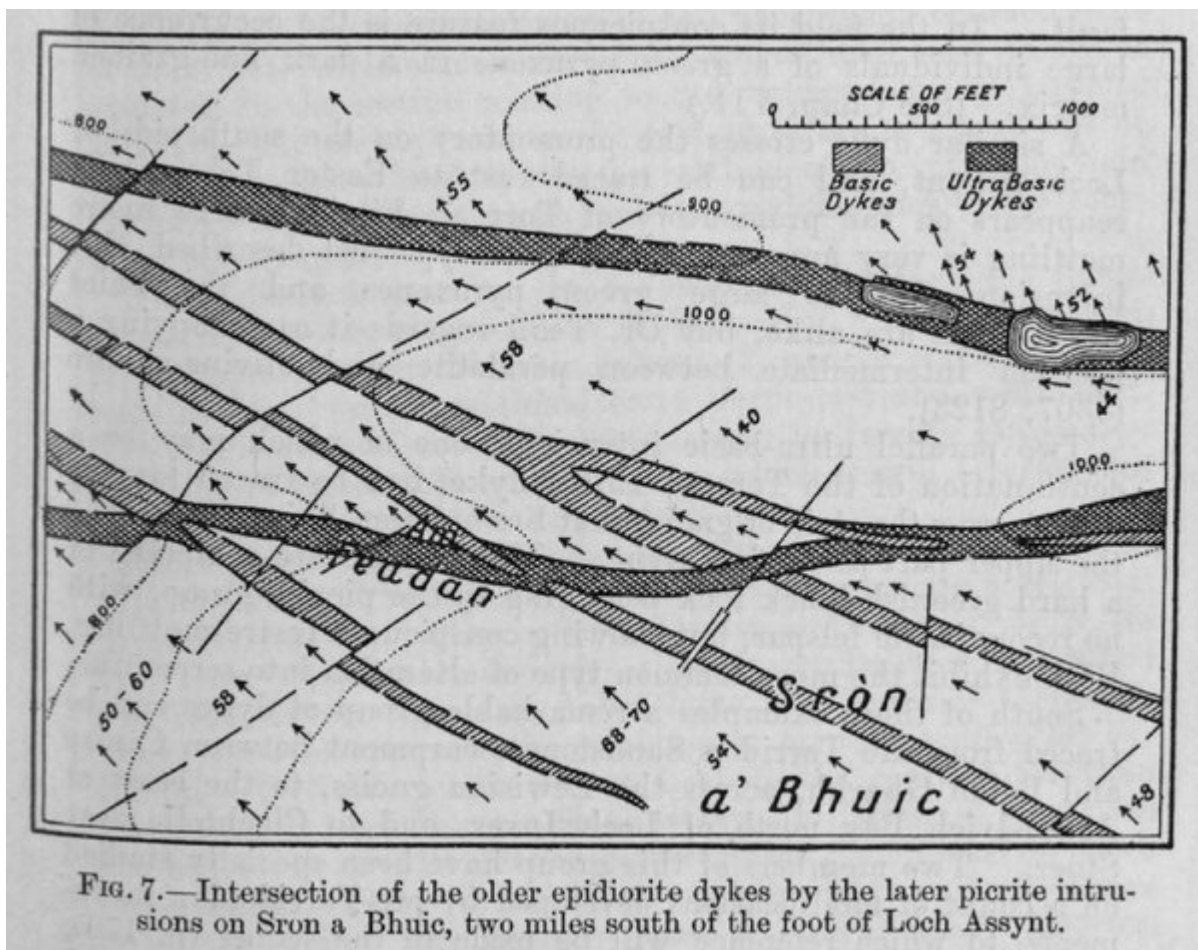 SCALE OF FEET
0 500 1000
Basic Dykes
UltraBasic Dykes
800
900
55
54
52
1000
58
40
44
1000
Am
Feadan
800
50-60
58
68-70
54
Sròn
a' Bhuic
48
FIG. 7.—Intersection of the older epidiorite dykes by the later picrite intru-
sions on Sron a Bhuic, two miles south of the foot of Loch Assynt.